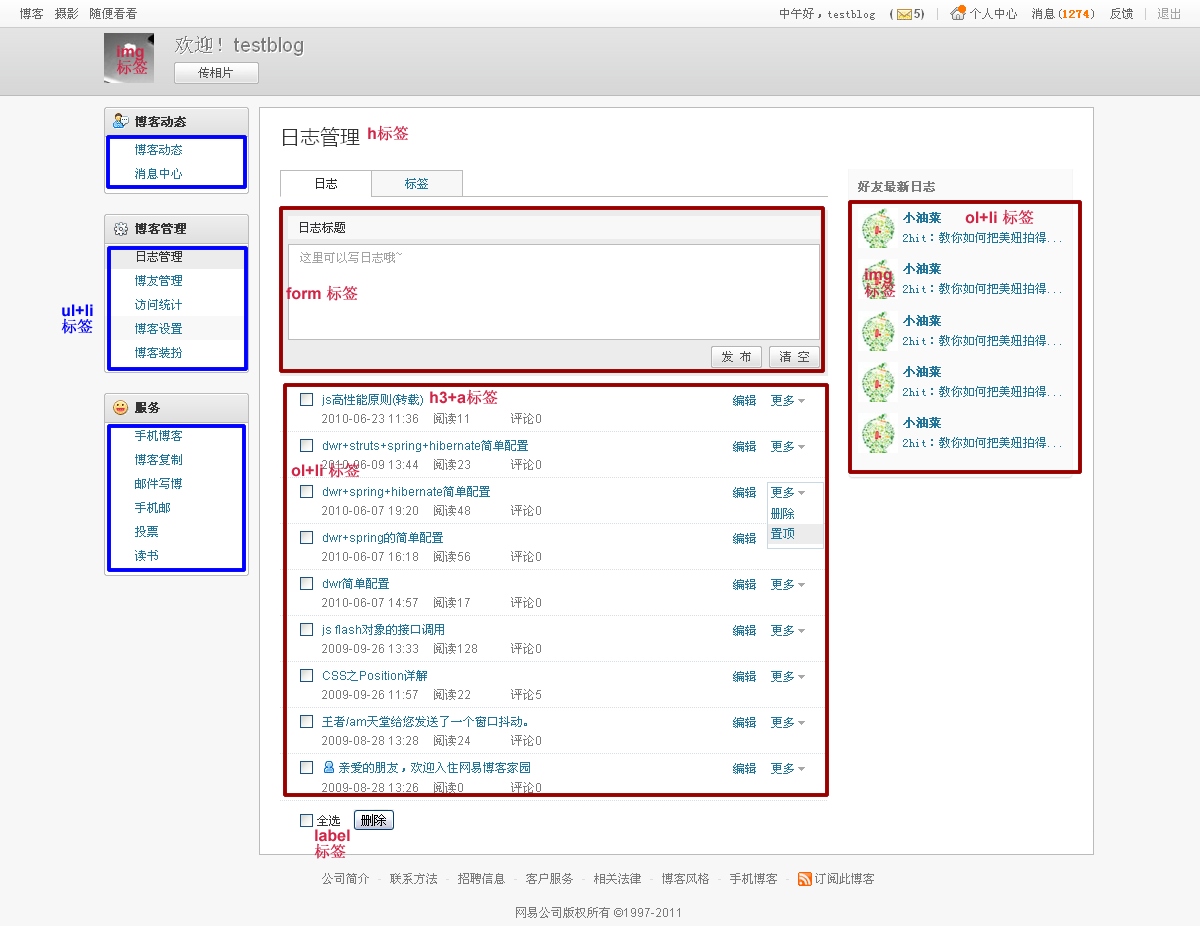 博客 摄影 随便看看
中午好，testblog (5) 个人中心 消息(1274) 反馈 退出
img
标签
欢迎！testblog
传相片
博客动态
博客动态
消息中心
博客管理
日志管理
博友管理
访问统计
博客设置
博客装扮
ul+li
标签
服务
手机博客
博客复制
邮件写博
手机邮
投票
读书
日志管理 h标签
日志 标签
日志标题
这里可以写日志哦~
form 标签
发 布 清 空
js高性能原则(转载) h3+a标签 编辑 更多
2010-06-23 11:36 阅读11 评论0
dwr+struts+spring+hibernate简单配置 编辑 更多
2010-06-09 13:44 阅读23 评论0
ol+li 标签
dwr+spring+hibernate简单配置 编辑 更多
2010-06-07 19:20 阅读48 评论0
删除
置顶
dwr+spring的简单配置 编辑
2010-06-07 16:18 阅读56 评论0
dwr简单配置 编辑 更多
2010-06-07 14:57 阅读17 评论0
js flash对象的接口调用 编辑 更多
2009-09-26 13:33 阅读128 评论0
CSS之Position详解 编辑 更多
2009-09-26 11:57 阅读22 评论5
王者/am天堂给您发送了一个窗口抖动。 编辑 更多
2009-08-28 13:28 阅读24 评论0
亲爱的朋友，欢迎入住网易博客家园 编辑 更多
2009-08-28 13:26 阅读0 评论0
全选 删除
label
标签
好友最新日志
小油菜 ol+li 标签
2hit：教你如何把美妞拍得...
小油菜
2hit：教你如何把美妞拍得...
img
标签
小油菜
2hit：教你如何把美妞拍得...
小油菜
2hit：教你如何把美妞拍得...
小油菜
2hit：教你如何把美妞拍得...
公司简介 - 联系方法 - 招聘信息 - 客户服务 - 相关法律 - 博客风格 - 手机博客 - 订阅此博客
网易公司版权所有 ©1997-2011